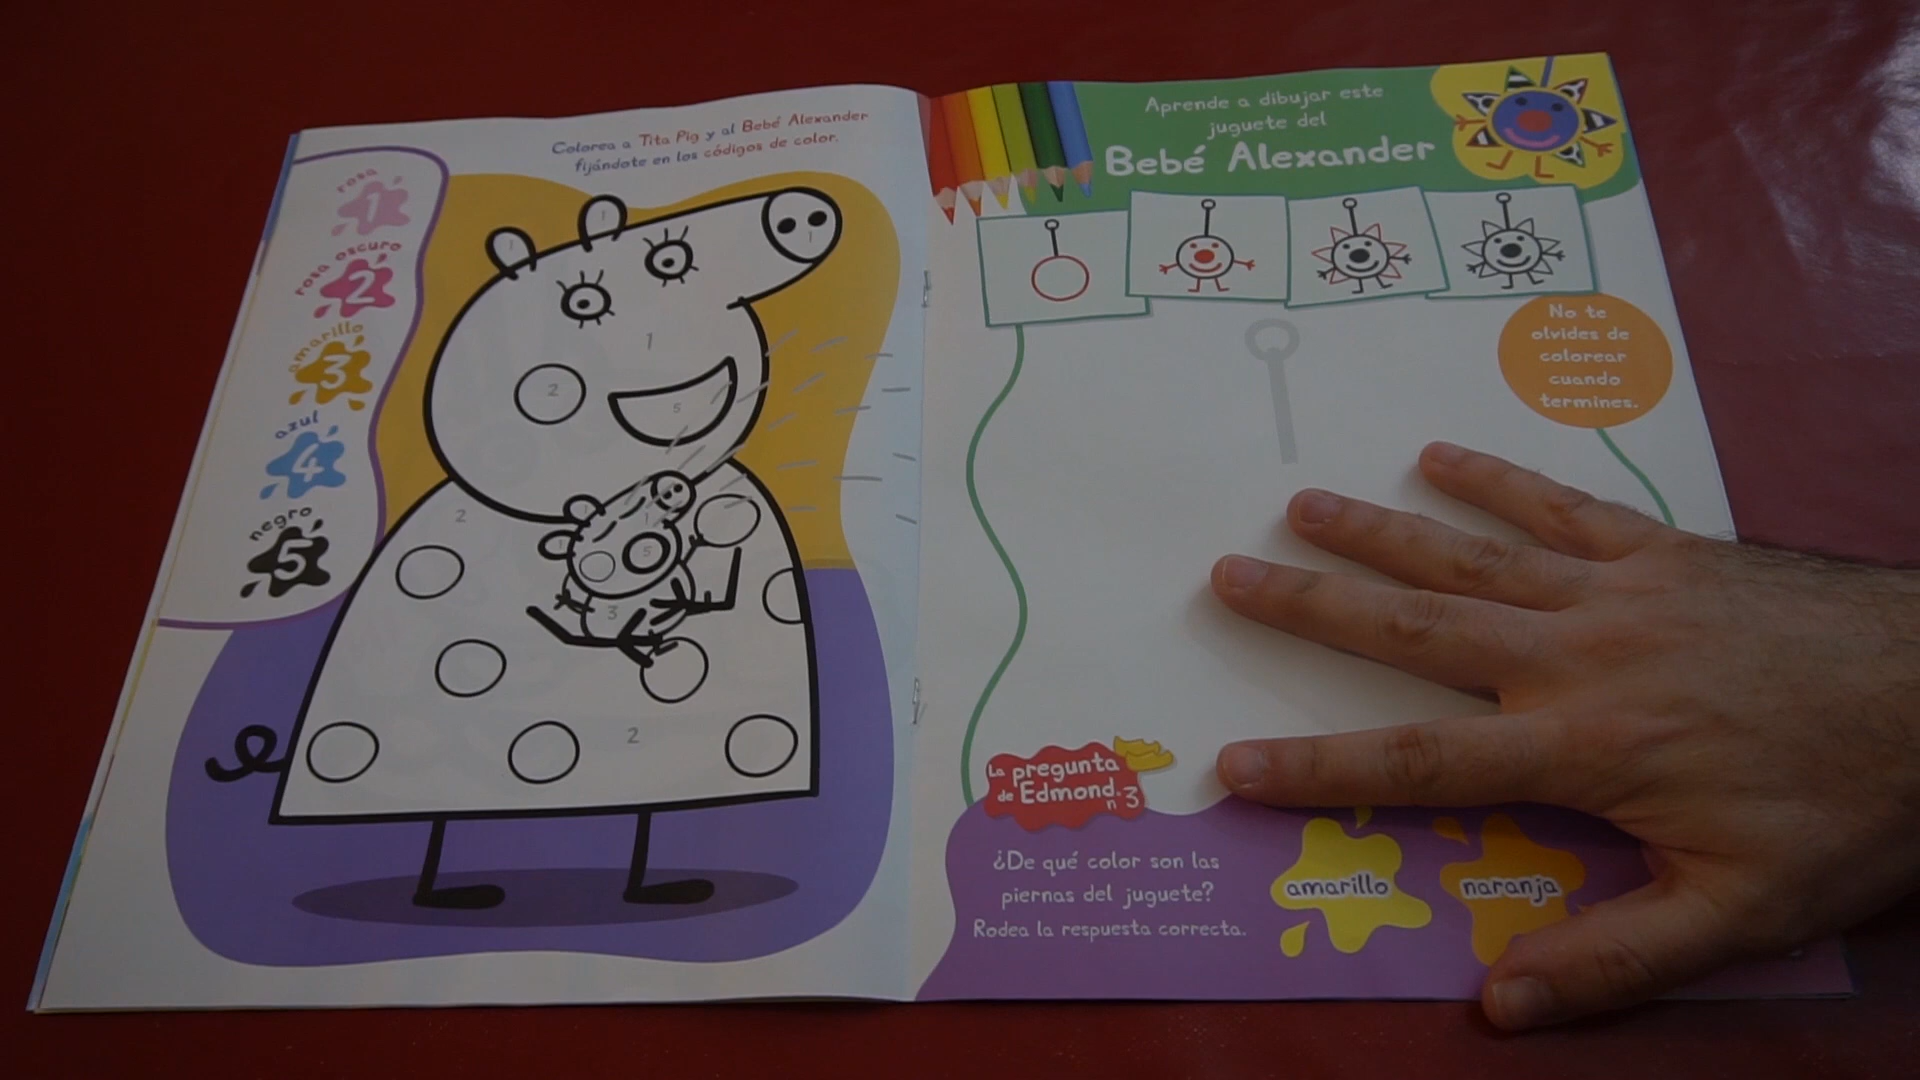 Colorea a Tita Pig y al Bebé Alexander
fijándote en los códigos de color.
rosa
1
rosa oscuro
2
amarillo
3
azul
4
negro
5
1
1
1
1
2
5
2
1
5
3
2
Aprende a dibujar este
juguete del
Bebé Alexander
No te
olvides de
colorear
cuando
termines.
La pregunta
de Edmond n 3
¿De qué color son las
piernas del juguete?
Rodea la respuesta correcta.
amarillo
naranja